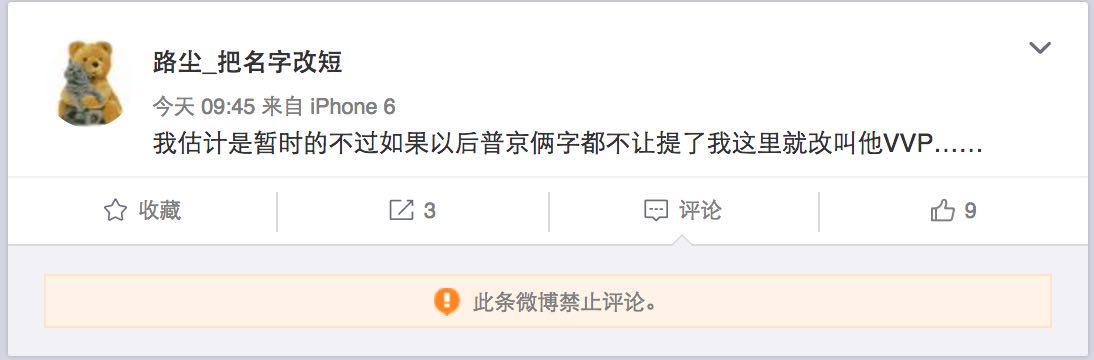 路尘_把名字改短
今天 09:45 来自 iPhone 6
我估计是暂时的不过如果以后普京俩字都不让提了我这里就改叫他VVP……
收藏 3 评论 9
此条微博禁止评论。